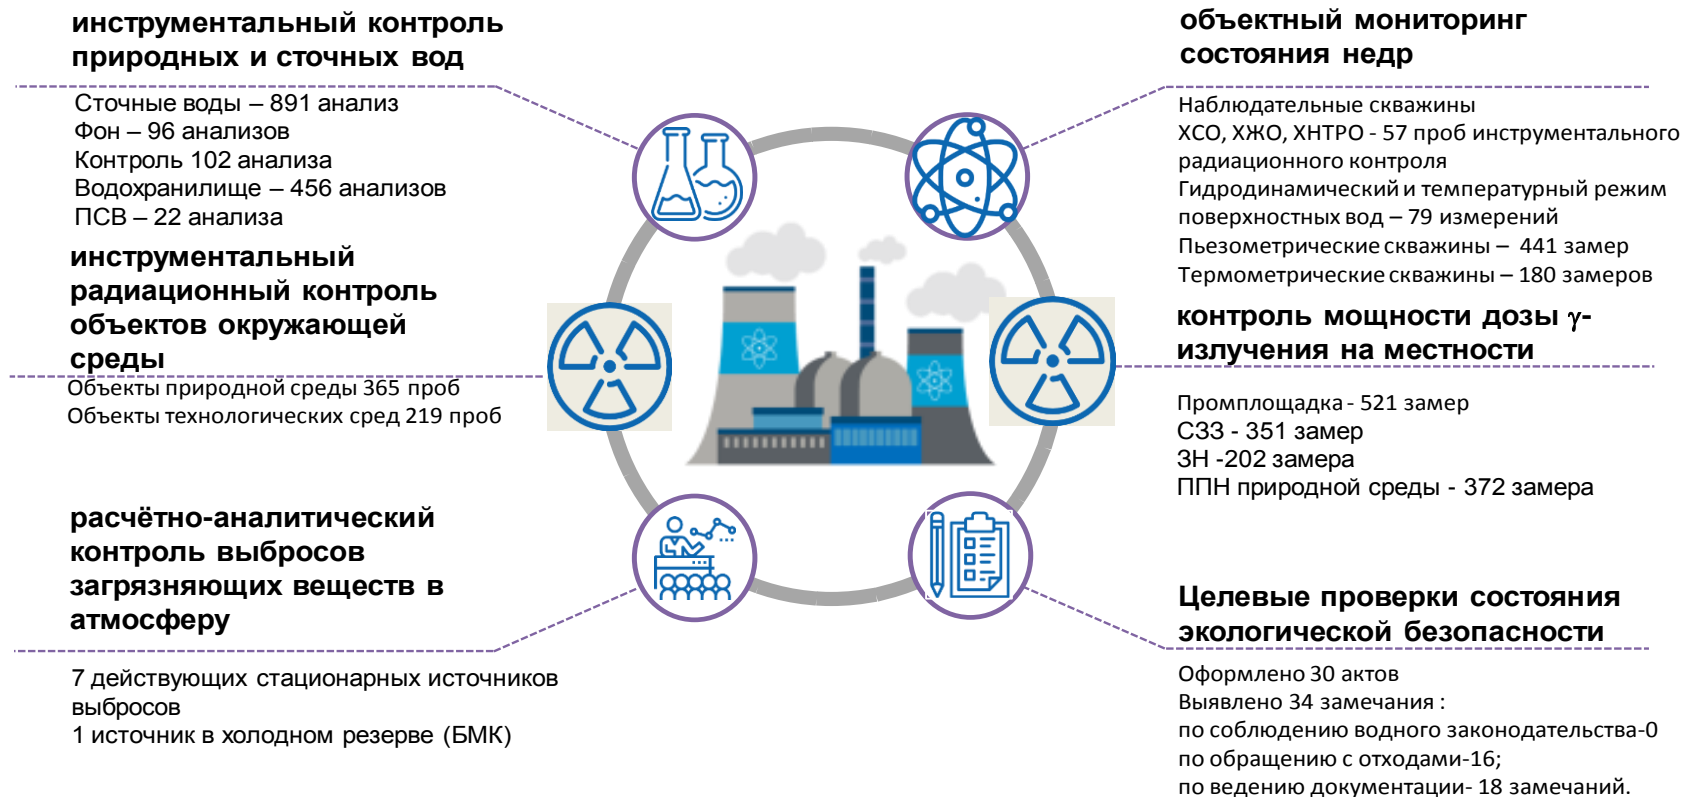 инструментальный контроль
природных и сточных вод
Сточные воды – 891 анализ
Фон – 96 анализов
Контроль 102 анализа
Водохранилище – 456 анализов
ПСВ – 22 анализа
инструментальный
радиационный контроль
объектов окружающей
среды
Объекты природной среды 365 проб
Объекты технологических сред 219 проб
расчётно-аналитический
контроль выбросов
загрязняющих веществ в
атмосферу
7 действующих стационарных источников
выбросов
1 источник в холодном резерве (БМК)
объектный мониторинг
состояния недр
Наблюдательные скважины
ХСО, ХЖО, ХНТРО - 57 проб инструментального
радиационного контроля
Гидродинамический и температурный режим
поверхностных вод – 79 измерений
Пьезометрические скважины – 441 замер
Термометрические скважины – 180 замеров
контроль мощности дозы γ-
излучения на местности
Промплощадка - 521 замер
СЗЗ - 351 замер
ЗН -202 замера
ППН природной среды - 372 замера
Целевые проверки состояния
экологической безопасности
Оформлено 30 актов
Выявлено 34 замечания :
по соблюдению водного законодательства-0
по обращению с отходами-16;
по ведению документации- 18 замечаний.